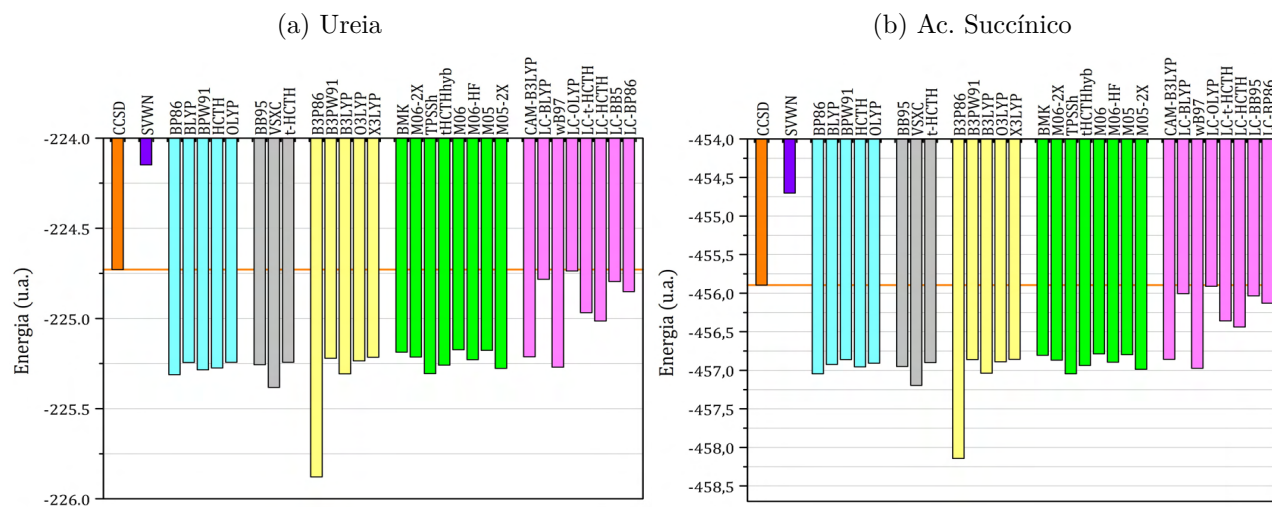 (a) Ureia
CCSD
SVWN
BP86
BLYP
BPW91
HCTH
OLYP
BB95
VSXC
t-HCTH
B3P86
B3PW91
B3LYP
O3LYP
X3LYP
BMK
M06-2X
TPSSh
tHCTHhyb
M06
M06-HF
M05
M05-2X
CAM-B3LYP
LC-BLYP
wB97
LC-OLYP
LC-t-HCTH
LC-HCTH
LC-BB5
LC-BP86
Energia (u.a.)
-224.0
-224.5
-225.0
-225.5
-226.0
(b) Ac. Succínico
CCSD
SVWN
BP86
BLYP
BPW91
HCTH
OLYP
BB95
VSXC
t-HCTH
B3P86
B3PW91
B3LYP
O3LYP
X3LYP
BMK
M06-2X
TPSSh
tHCTHhyb
M06
M06-HF
M05
M05-2X
CAM-B3LYP
LC-BLYP
wB97
LC-OLYP
LC-t-HCTH
LC-HCTH
LC-BB95
LC-BP86
Energia (u.a.)
-454,0
-454,5
-455,0
-455,5
-456,0
-456,5
-457,0
-457,5
-458,0
-458,5